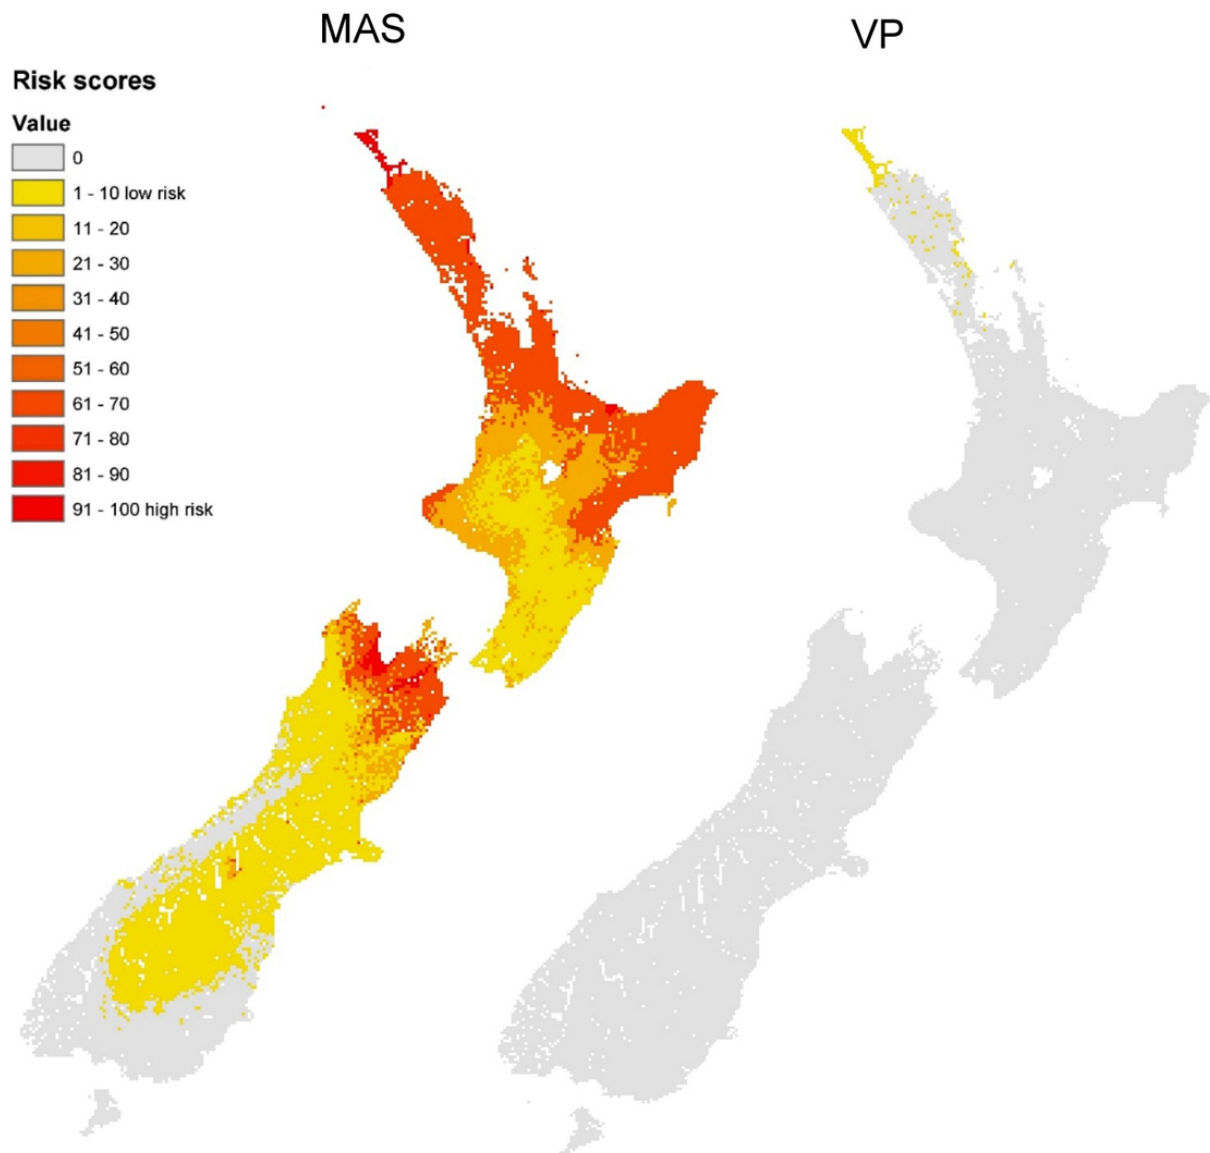 MAS
VP
Risk scores
Value
0
1 - 10 low risk
11 - 20
21 - 30
31 - 40
41 - 50
51 - 60
61 - 70
71 - 80
81 - 90
91 - 100 high risk